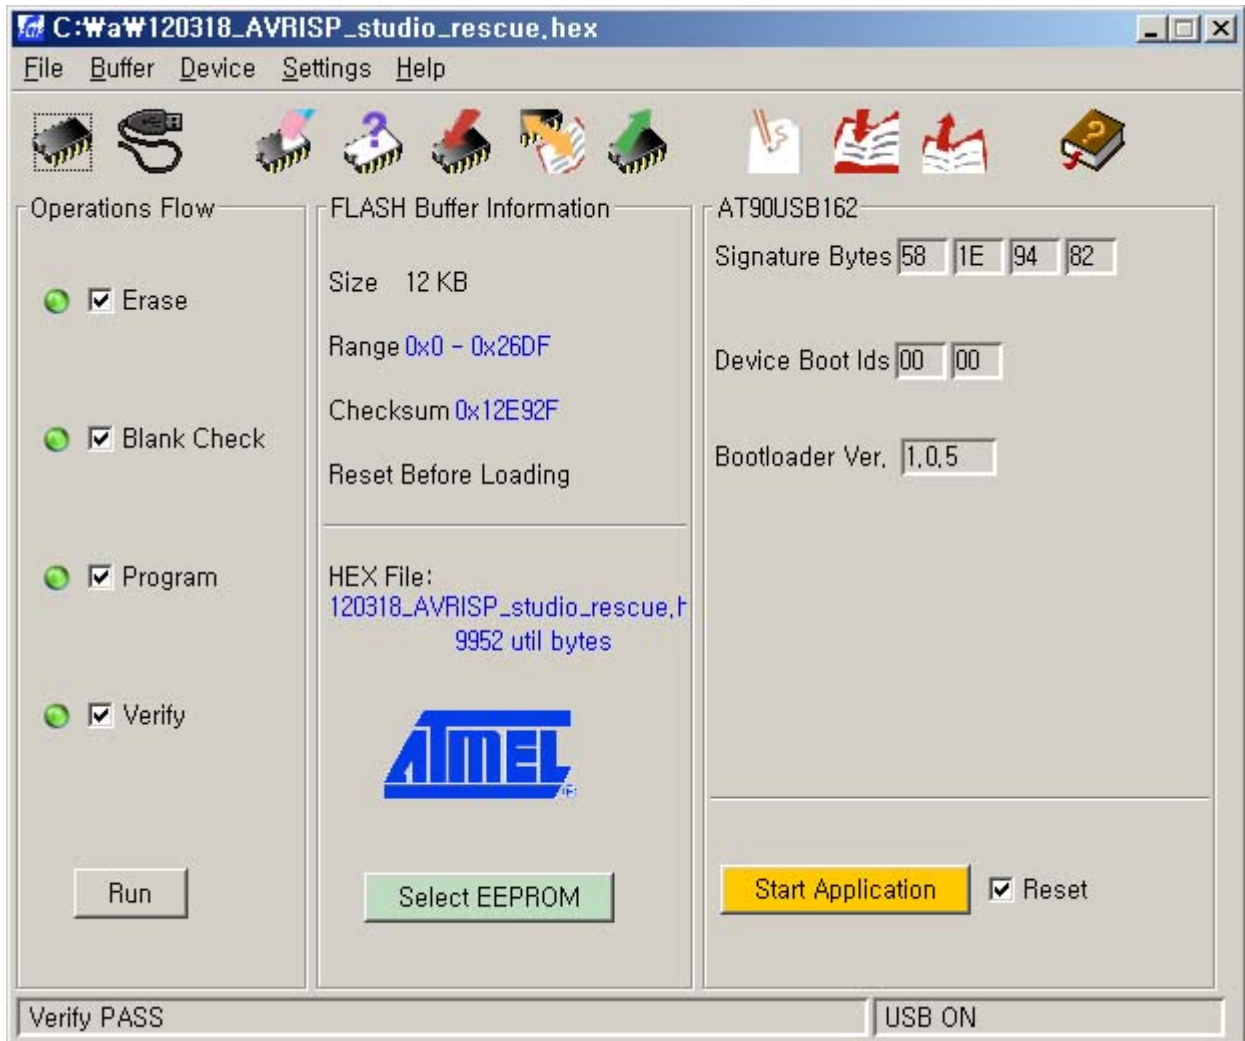 C:₩a₩120318_AVRISP_studio_rescue.hex
File Buffer Device Settings Help
Operations Flow
Erase
Blank Check
Program
Verify
Run
FLASH Buffer Information
Size 12 KB
Range 0x0 - 0x26DF
Checksum 0x12E92F
Reset Before Loading
HEX File:
120318_AVRISP_studio_rescue.h
9952 util bytes
ATMEL ®
Select EEPROM
AT90USB162
Signature Bytes 58 1E 94 82
Device Boot Ids 00 00
Bootloader Ver. 1.0.5
Start Application Reset
Verify PASS USB ON